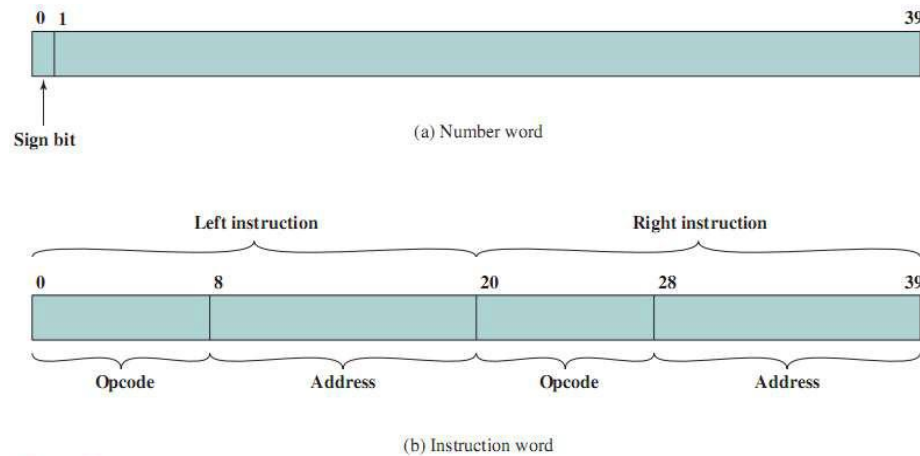 0 1 39
Sign bit
(a) Number word
Left instruction Right instruction
0 8 20 28 39
Opcode Address Opcode Address
(b) Instruction word